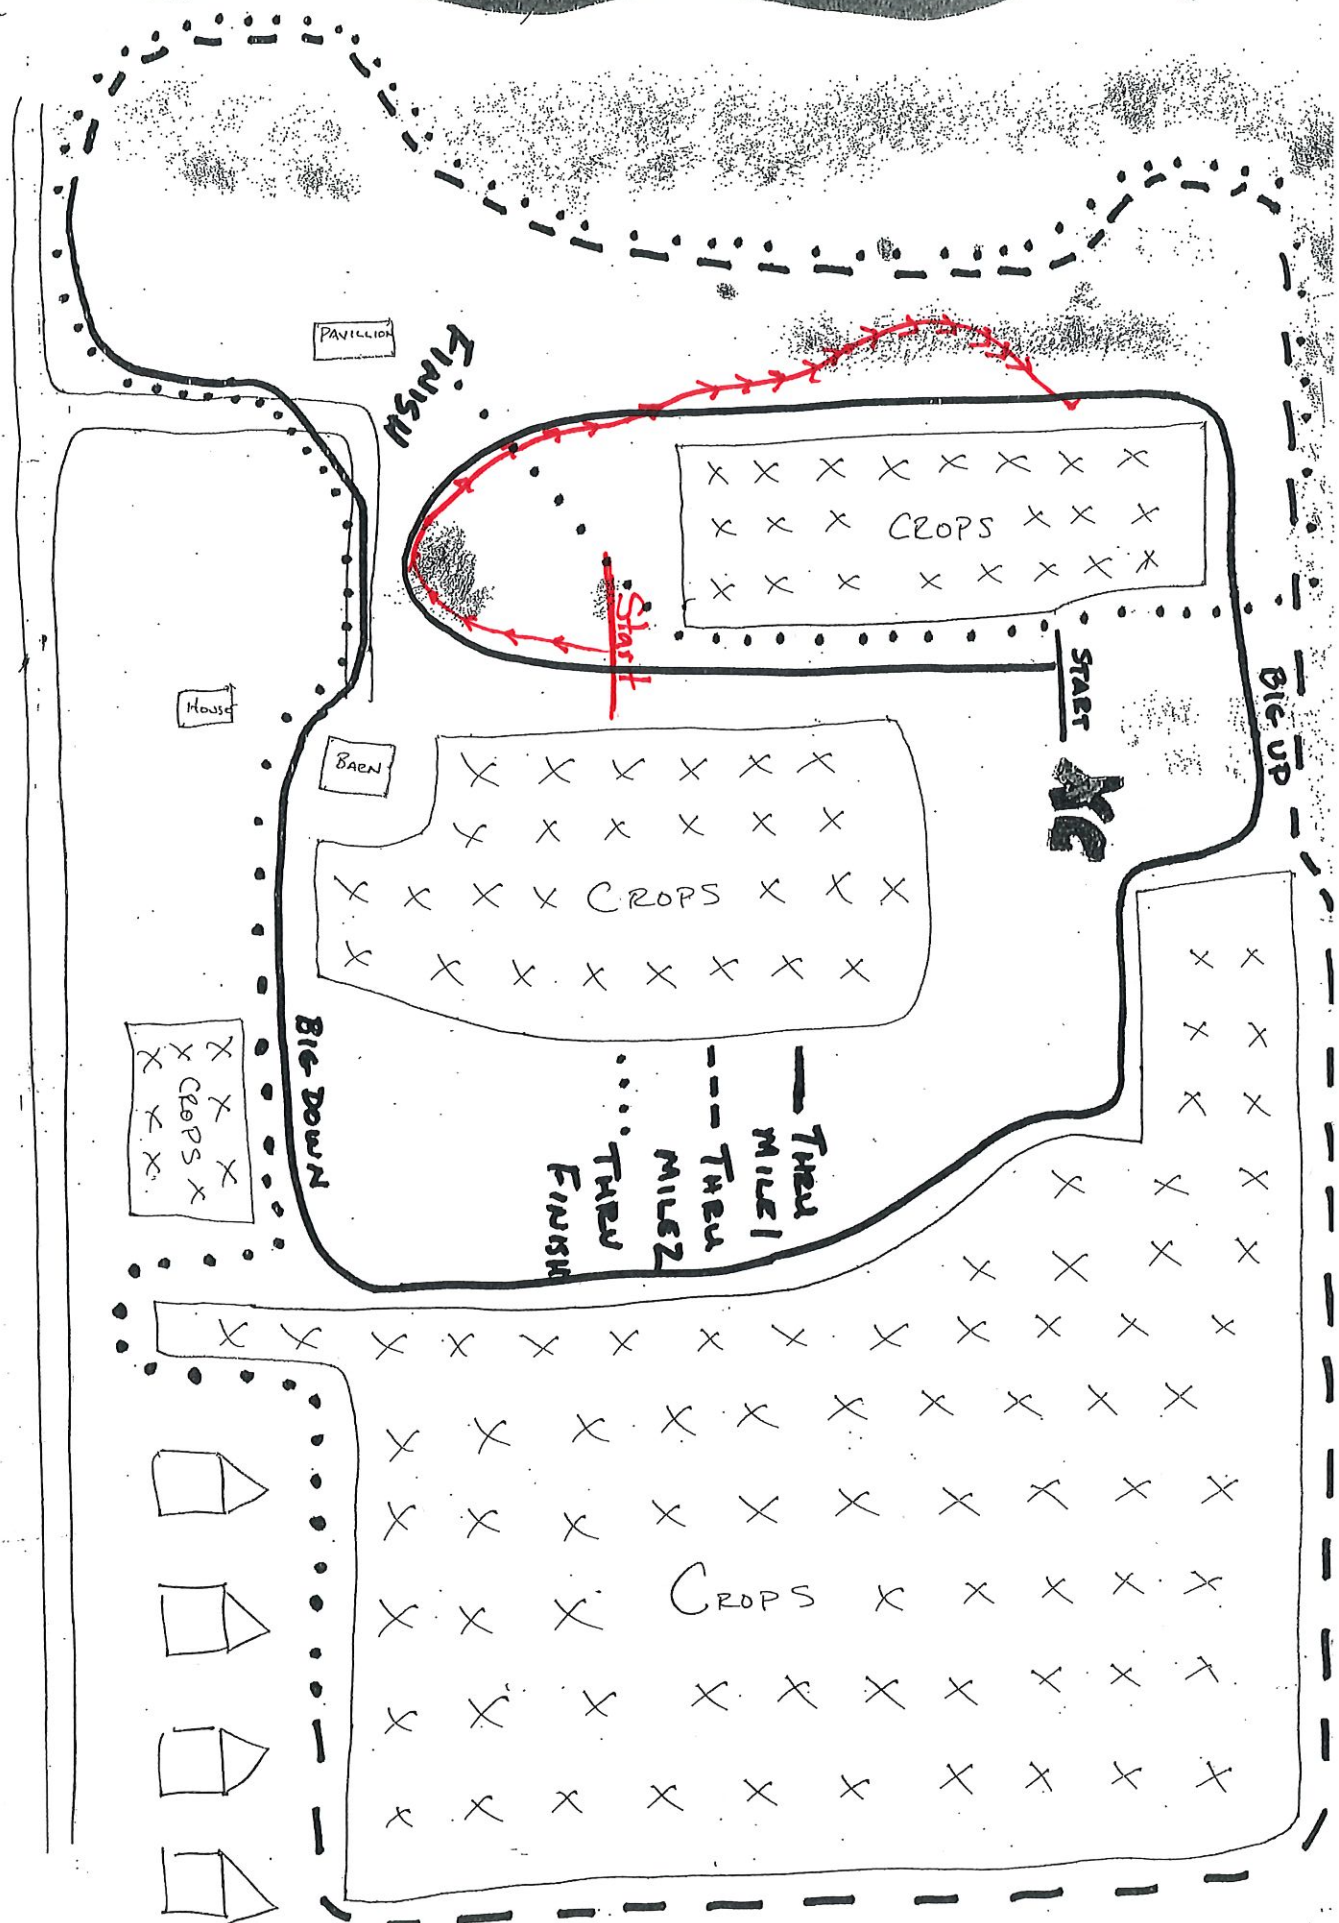 PAVILLION
FINISH
Start
CROPS
START
BIG UP
XC
House
BARN
CROPS
BIG DOWN
CROPS
THRU
MILE 1
THRU
MILE 2
THRU
FINISH
CROPS